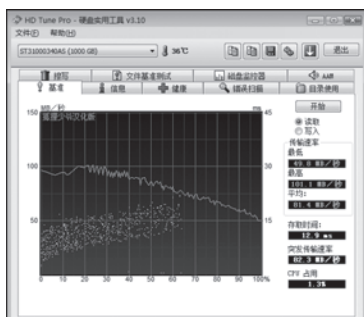 HD Tune Pro - 硬盘实用工具 v3.10
文件(F) 帮助(H)
ST31000340AS (1000 GB) 36℃ 退出
擦写 文件基准测试 磁盘监控器 AAM
基准 信息 健康 错误扫描 目录使用
MB/秒 ms 开始
150 45
读取
写入
传输速率
最低
49.8 MB/秒
100 30
最高
101.1 MB/秒
平均:
81.4 MB/秒
50 15
存取时间:
12.9 ms
突发传输速率
82.3 MB/秒
CPU 占用
1.3%
0 10 20 30 40 50 60 70 80 90 100%